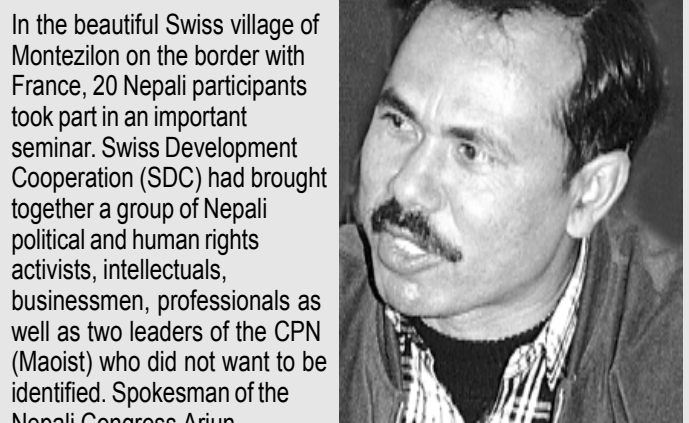 In the beautiful Swiss village of
Montezilon on the border with
France, 20 Nepali participants
took part in an important
seminar. Swiss Development
Cooperation (SDC) had brought
together a group of Nepali
political and human rights
activists, intellectuals,
businessmen, professionals as
well as two leaders of the CPN
(Maoist) who did not want to be
identified. Spokesman of the
Nepali Congress Arjun